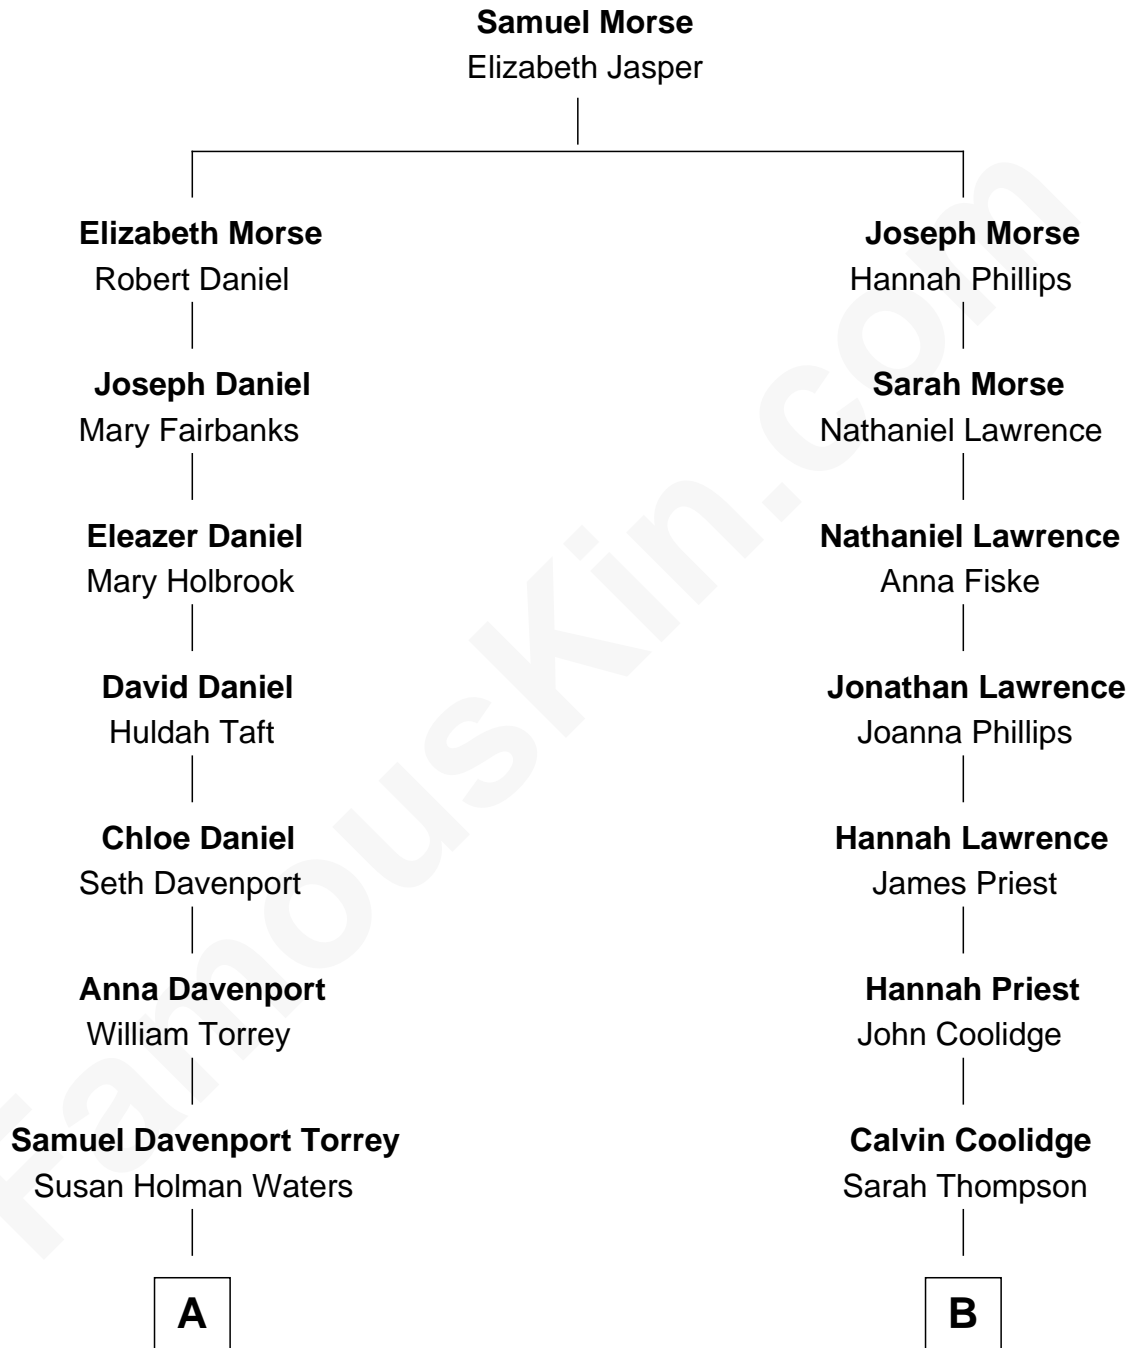 Samuel Morse
Elizabeth Jasper
Elizabeth Morse
Robert Daniel
Joseph Morse
Hannah Phillips
Joseph Daniel
Mary Fairbanks
Sarah Morse
Nathaniel Lawrence
Eleazer Daniel
Mary Holbrook
Nathaniel Lawrence
Anna Fiske
David Daniel
Huldah Taft
Jonathan Lawrence
Joanna Phillips
Chloe Daniel
Seth Davenport
Hannah Lawrence
James Priest
Anna Davenport
William Torrey
Hannah Priest
John Coolidge
Samuel Davenport Torrey
Susan Holman Waters
Calvin Coolidge
Sarah Thompson
A
B
FamousKin.com